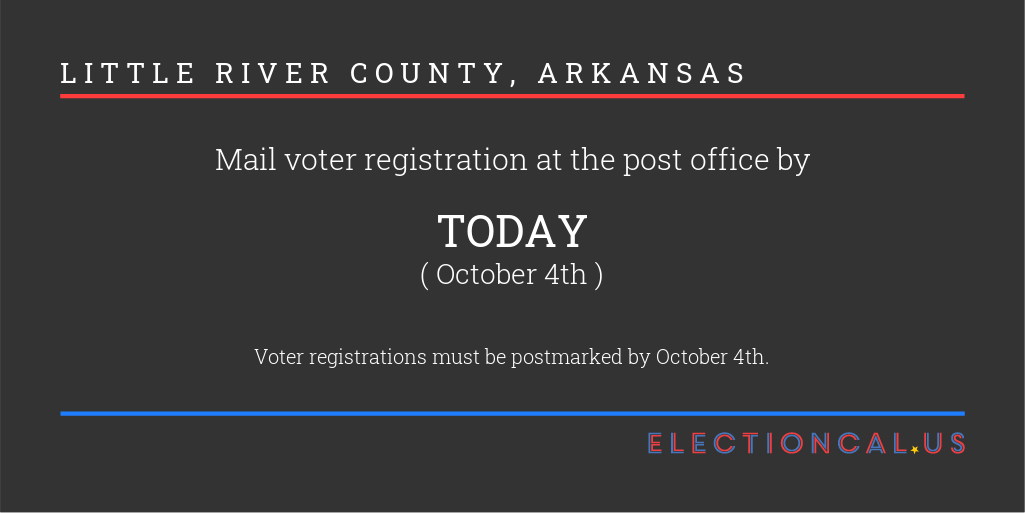 LITTLE RIVER COUNTY, ARKANSAS
Mail voter registration at the post office by
TODAY
( October 4th )
Voter registrations must be postmarked by October 4th.
ELECTIONCAL.US